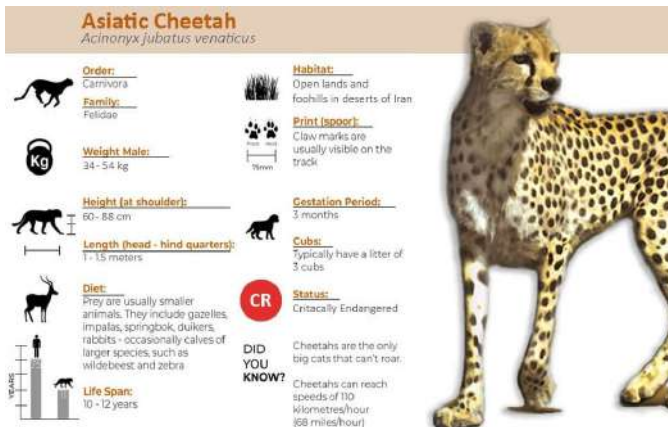 Asiatic Cheetah
Acinonyx jubatus venaticus
Order:
Carnivora
Family:
Felidae
Kg
Weight Male:
34 - 54 kg
Height (at shoulder):
60 - 88 cm
Length (head - hind quarters):
1 - 1.5 meters
Diet:
Prey are usually smaller
animals. They include gazelles,
impalas, springbok, duikers,
rabbits - occasionally calves of
larger species, such as
wildebeest and zebra
YEARS
Life Span:
10 - 12 years
Habitat:
Open lands and
foohills in deserts of Iran
Print (spoor):
Claw marks are
usually visible on the
track
Gestation Period:
3 months
Cubs:
Typically have a litter of
3 cubs
CR
Status:
Critacally Endangered
DID
YOU
KNOW?
Cheetahs are the only
big cats that can't roar.
Cheetahs can reach
speeds of 110
kilometres/hour
(68 miles/hour)